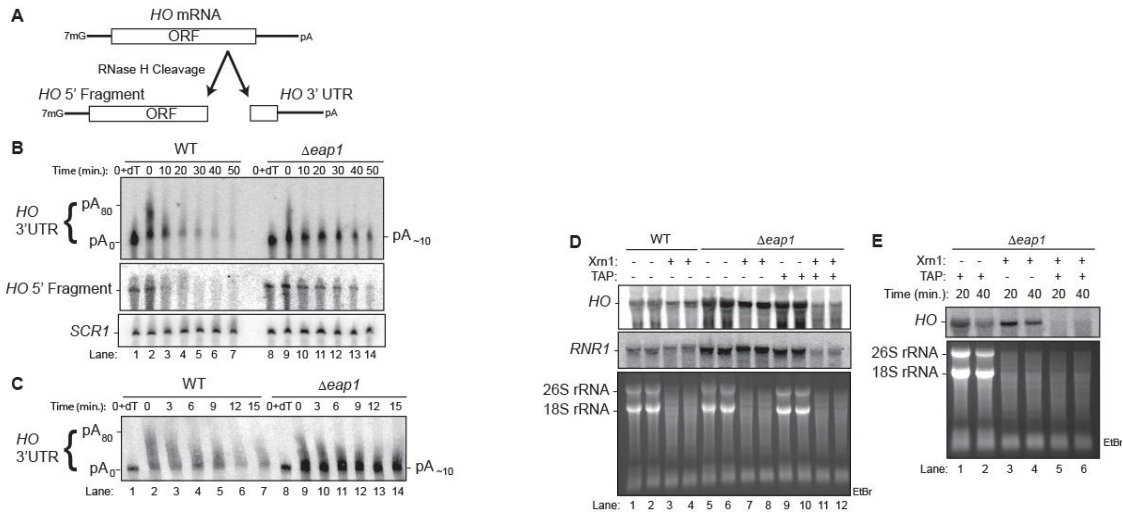 A
HO mRNA
7mG
ORF
pA
RNase H Cleavage
HO 5' Fragment
HO 3' UTR
7mG
ORF
pA
B
WT
Δeap1
Time (min.): 0+dT 0 10 20 30 40 50 0+dT 0 10 20 30 40 50
HO 3'UTR
{
pA80
pA0
pA~10
HO 5' Fragment
SCR1
Lane: 1 2 3 4 5 6 7 8 9 10 11 12 13 14
C
WT
Δeap1
Time (min.): 0+dT 0 3 6 9 12 15 0+dT 0 3 6 9 12 15
HO 3'UTR
{
pA80
pA0
pA~10
Lane: 1 2 3 4 5 6 7 8 9 10 11 12 13 14
D
WT
Δeap1
Xrn1: - - + + - - + + - - + +
TAP: - - - - - - - - + + + +
HO
RNR1
26S rRNA
18S rRNA
EtBr
Lane: 1 2 3 4 5 6 7 8 9 10 11 12
E
Δeap1
Xrn1: - - + + + +
TAP: + + - - + +
Time (min.): 20 40 20 40 20 40
HO
26S rRNA
18S rRNA
EtBr
Lane: 1 2 3 4 5 6